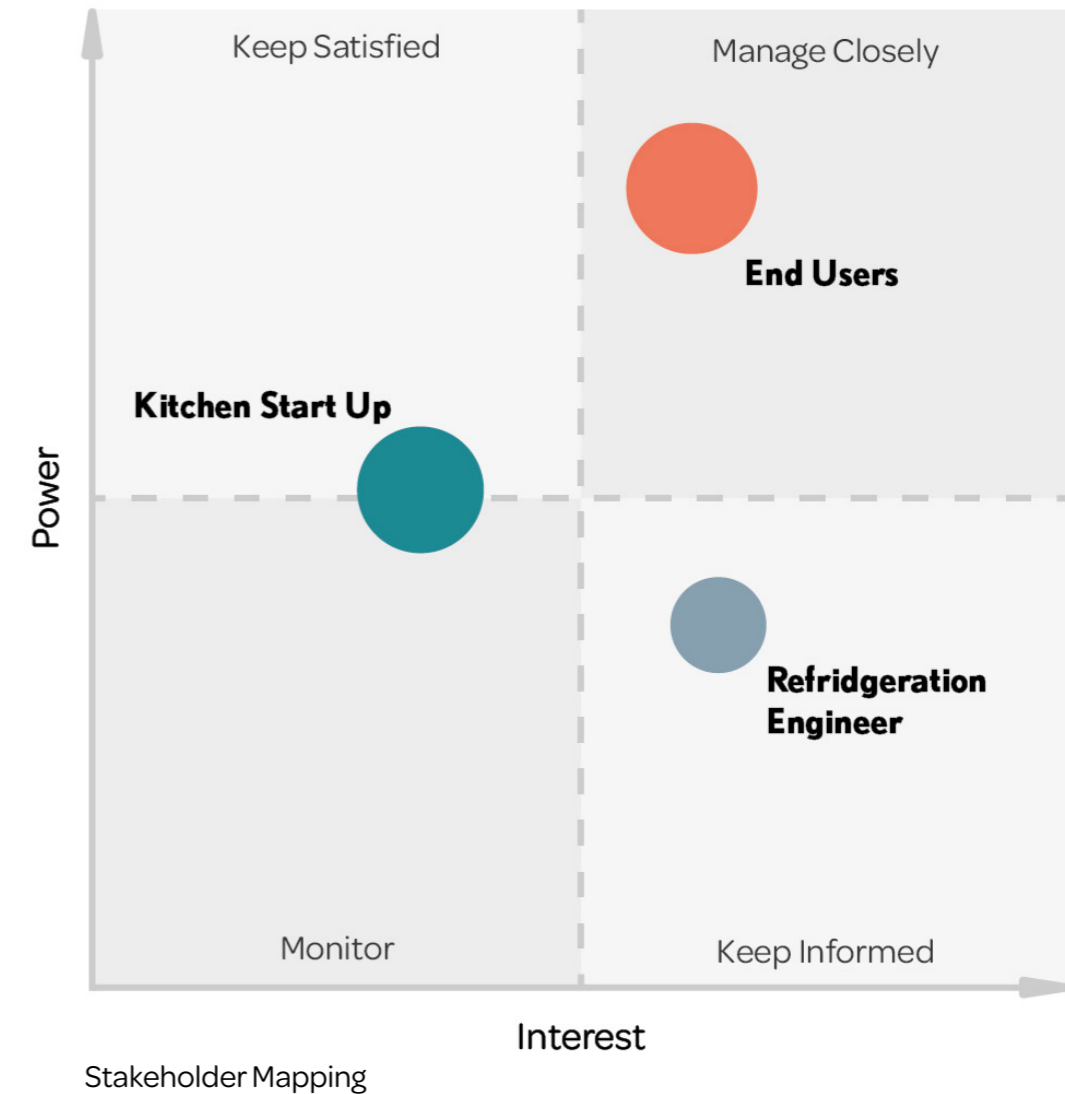 Keep Satisfied
Manage Closely
End Users
Kitchen Start Up
Power
Refridgeration
Engineer
Monitor
Keep Informed
Interest
Stakeholder Mapping